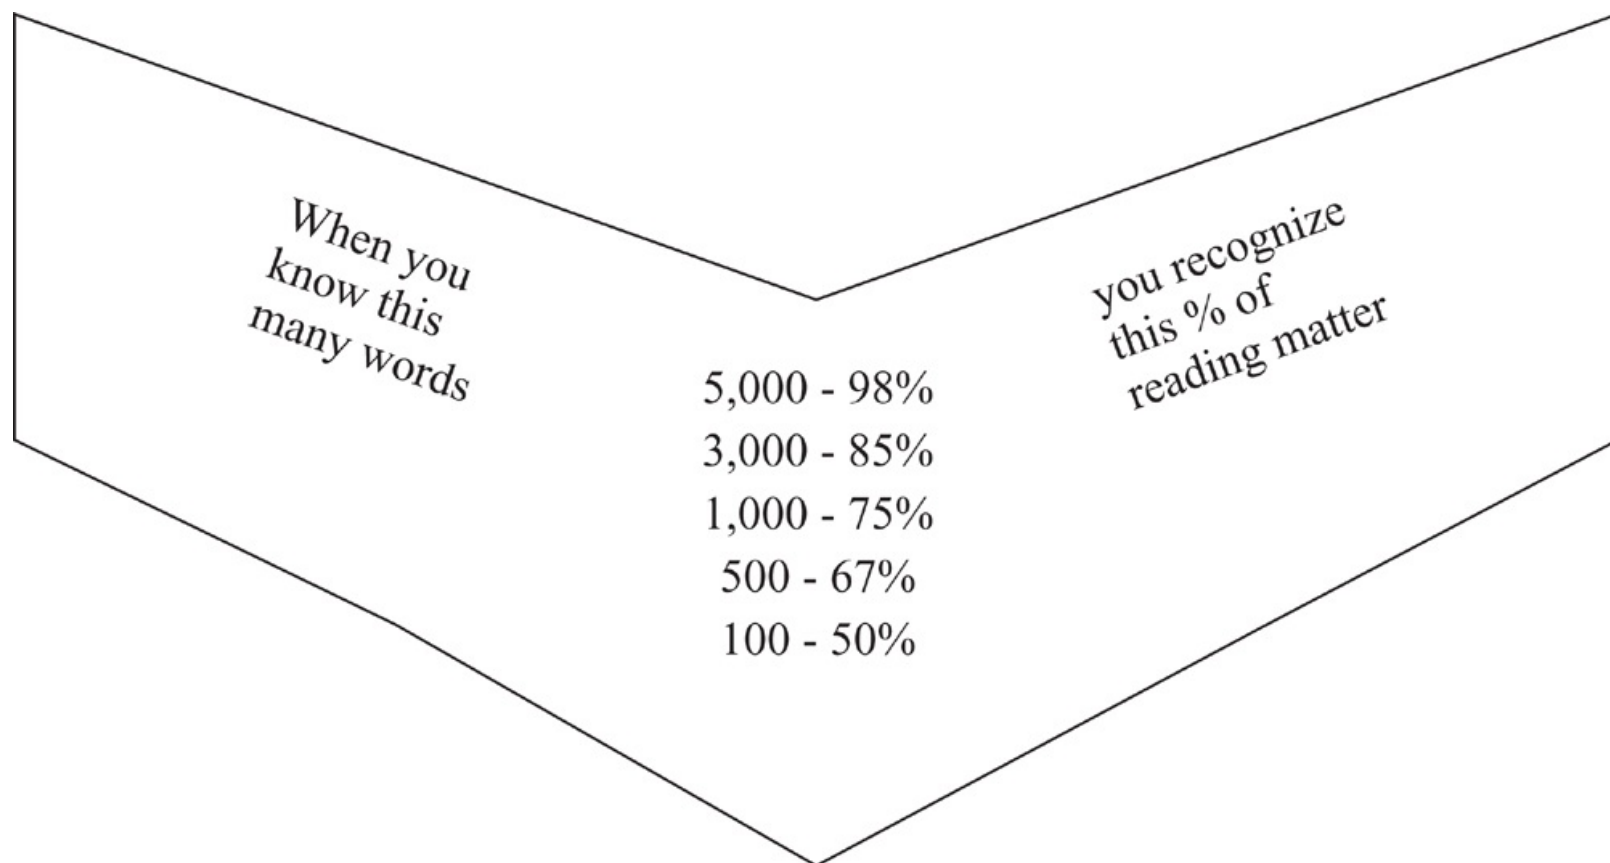 When you
know this
many words
you recognize
this % of
reading matter
5,000 - 98%
3,000 - 85%
1,000 - 75%
500 - 67%
100 - 50%